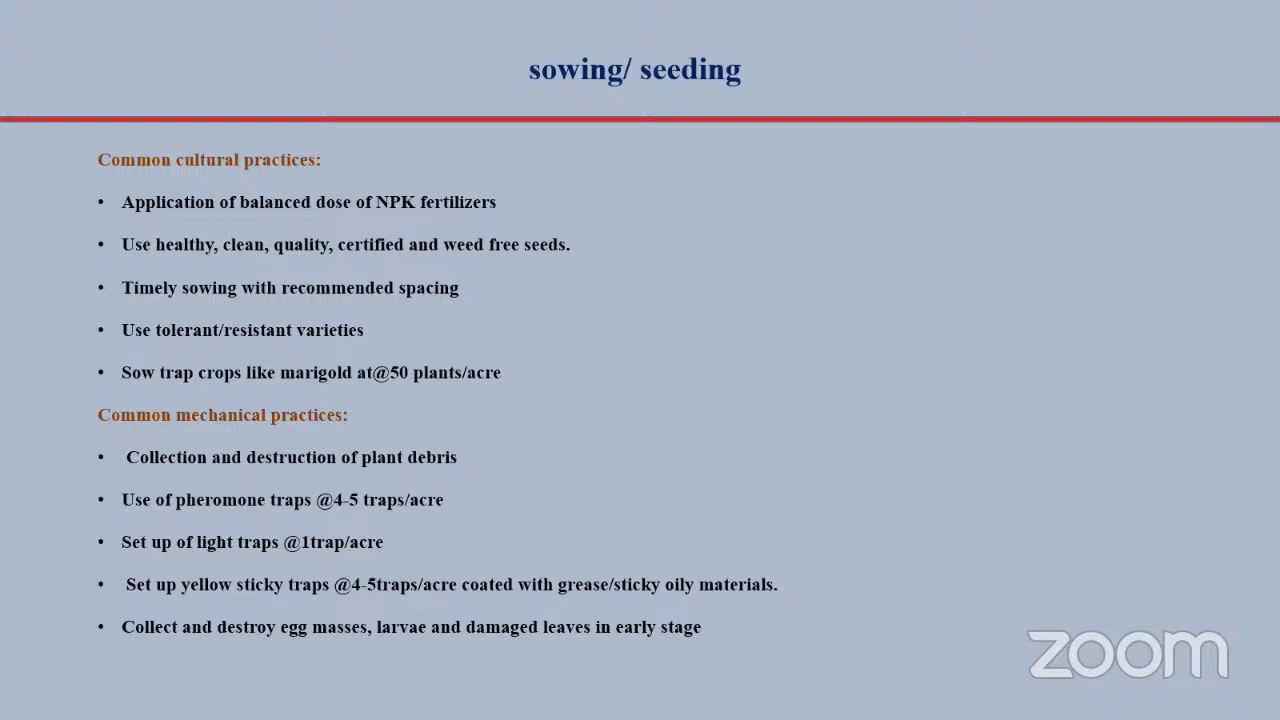 sowing/ seeding
Common cultural practices:
• Application of balanced dose of NPK fertilizers
• Use healthy, clean, quality, certified and weed free seeds.
• Timely sowing with recommended spacing
• Use tolerant/resistant varieties
• Sow trap crops like marigold at@50 plants/acre
Common mechanical practices:
• Collection and destruction of plant debris
• Use of pheromone traps @4-5 traps/acre
• Set up of light traps @1trap/acre
• Set up yellow sticky traps @4-5traps/acre coated with grease/sticky oily materials.
• Collect and destroy egg masses, larvae and damaged leaves in early stage
zoom